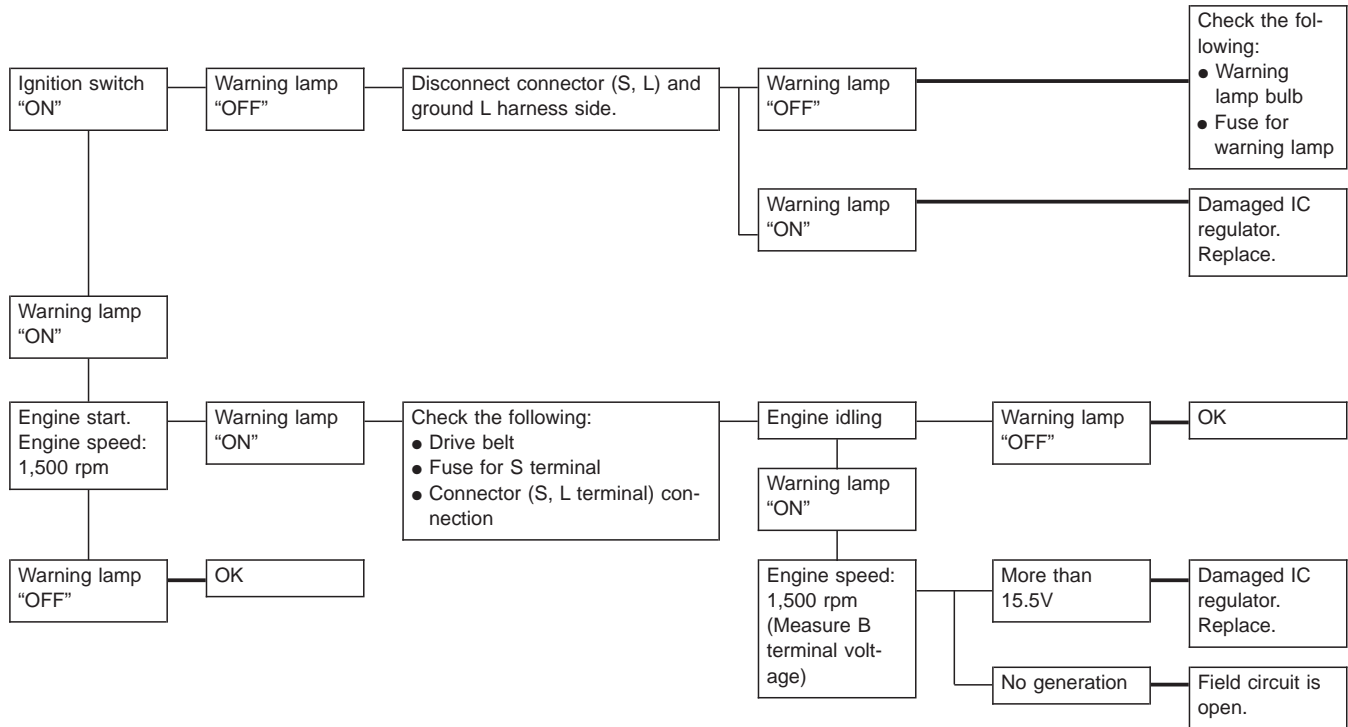 Ignition switch
“ON”
Warning lamp
“OFF”
Disconnect connector (S, L) and
ground L harness side.
Warning lamp
“OFF”
Check the fol-
lowing:
● Warning
lamp bulb
● Fuse for
warning lamp
Warning lamp
“ON”
Damaged IC
regulator.
Replace.
Warning lamp
“ON”
Engine start.
Engine speed:
1,500 rpm
Warning lamp
“ON”
Check the following:
● Drive belt
● Fuse for S terminal
● Connector (S, L terminal) con-
nection
Engine idling
Warning lamp
“OFF”
OK
Warning lamp
“ON”
Warning lamp
“OFF”
OK
Engine speed:
1,500 rpm
(Measure B
terminal volt-
age)
More than
15.5V
Damaged IC
regulator.
Replace.
No generation
Field circuit is
open.